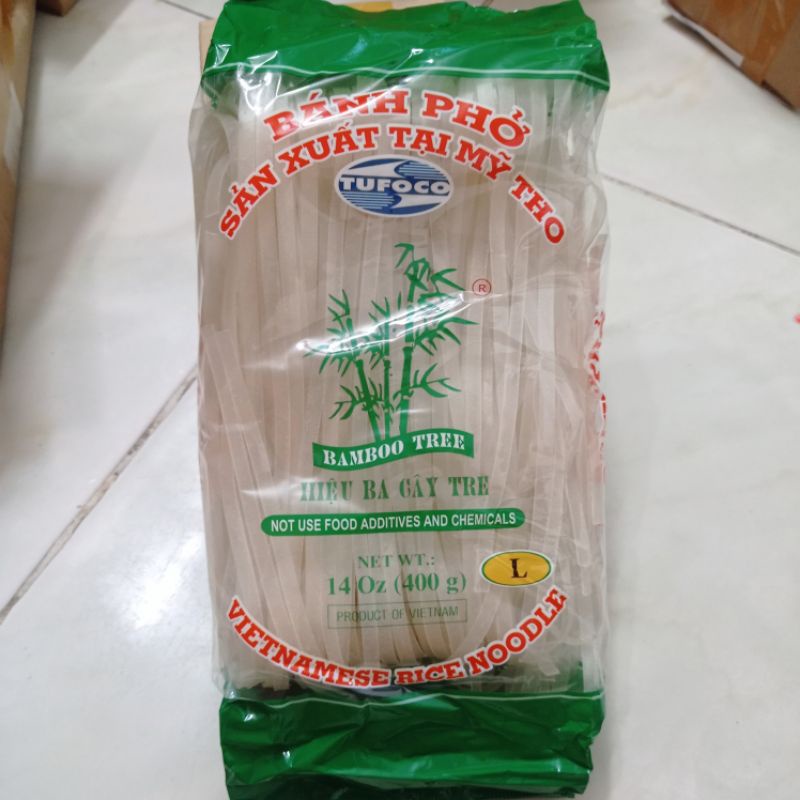 BÁNH PHỞ
SẢN XUẤT TẠI MỸ THO
TUFOCO
®
BAMBOO TREE
HIỆU BA CÂY TRE
NOT USE FOOD ADDITIVES AND CHEMICALS
NET WT.:
14 Oz (400 g)
L
PRODUCT OF VIETNAM
VIETNAMESE RICE NOODLE